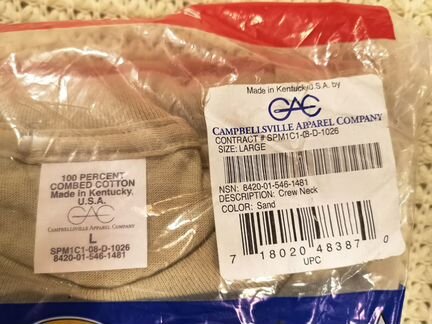 Made in Kentucky, U.S.A. by
CAC
CAMPBELLSVILLE APPAREL COMPANY
CONTRACT # SPM1C1-08-D-1026
SIZE: LARGE
NSN: 8420-01-546-1481
DESCRIPTION: Crew Neck
COLOR: Sand
7 18020 48387 0
UPC
100 PERCENT
COMBED COTTON
Made in Kentucky,
U.S.A.
CAC
CAMPBELLSVILLE APPAREL COMPANY
L
SPM1C1-08-D-1026
8420-01-546-1481